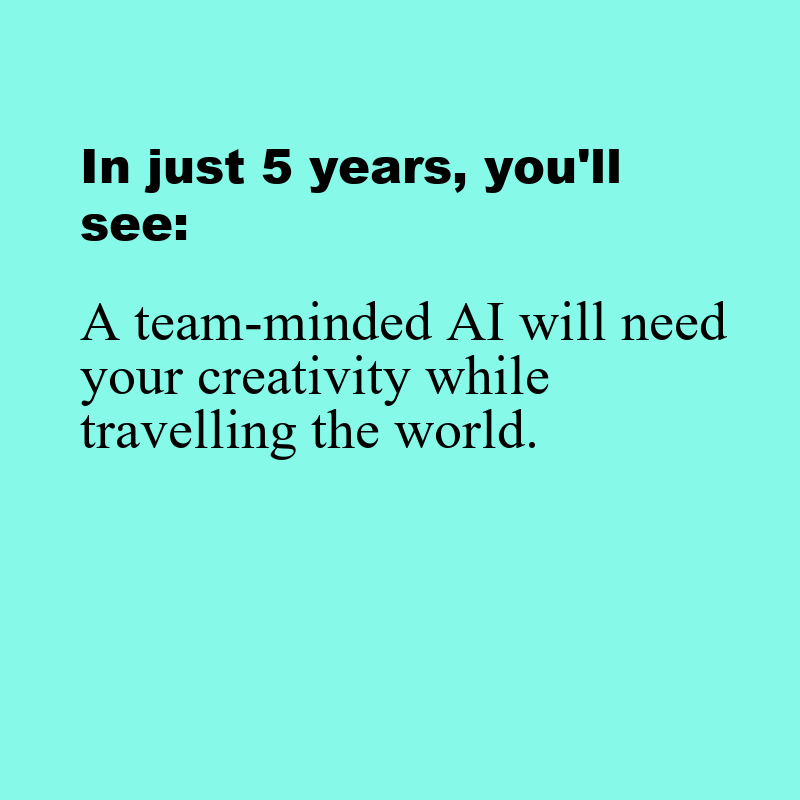 In just 5 years, you'll
see:
A team-minded AI will need
your creativity while
travelling the world.